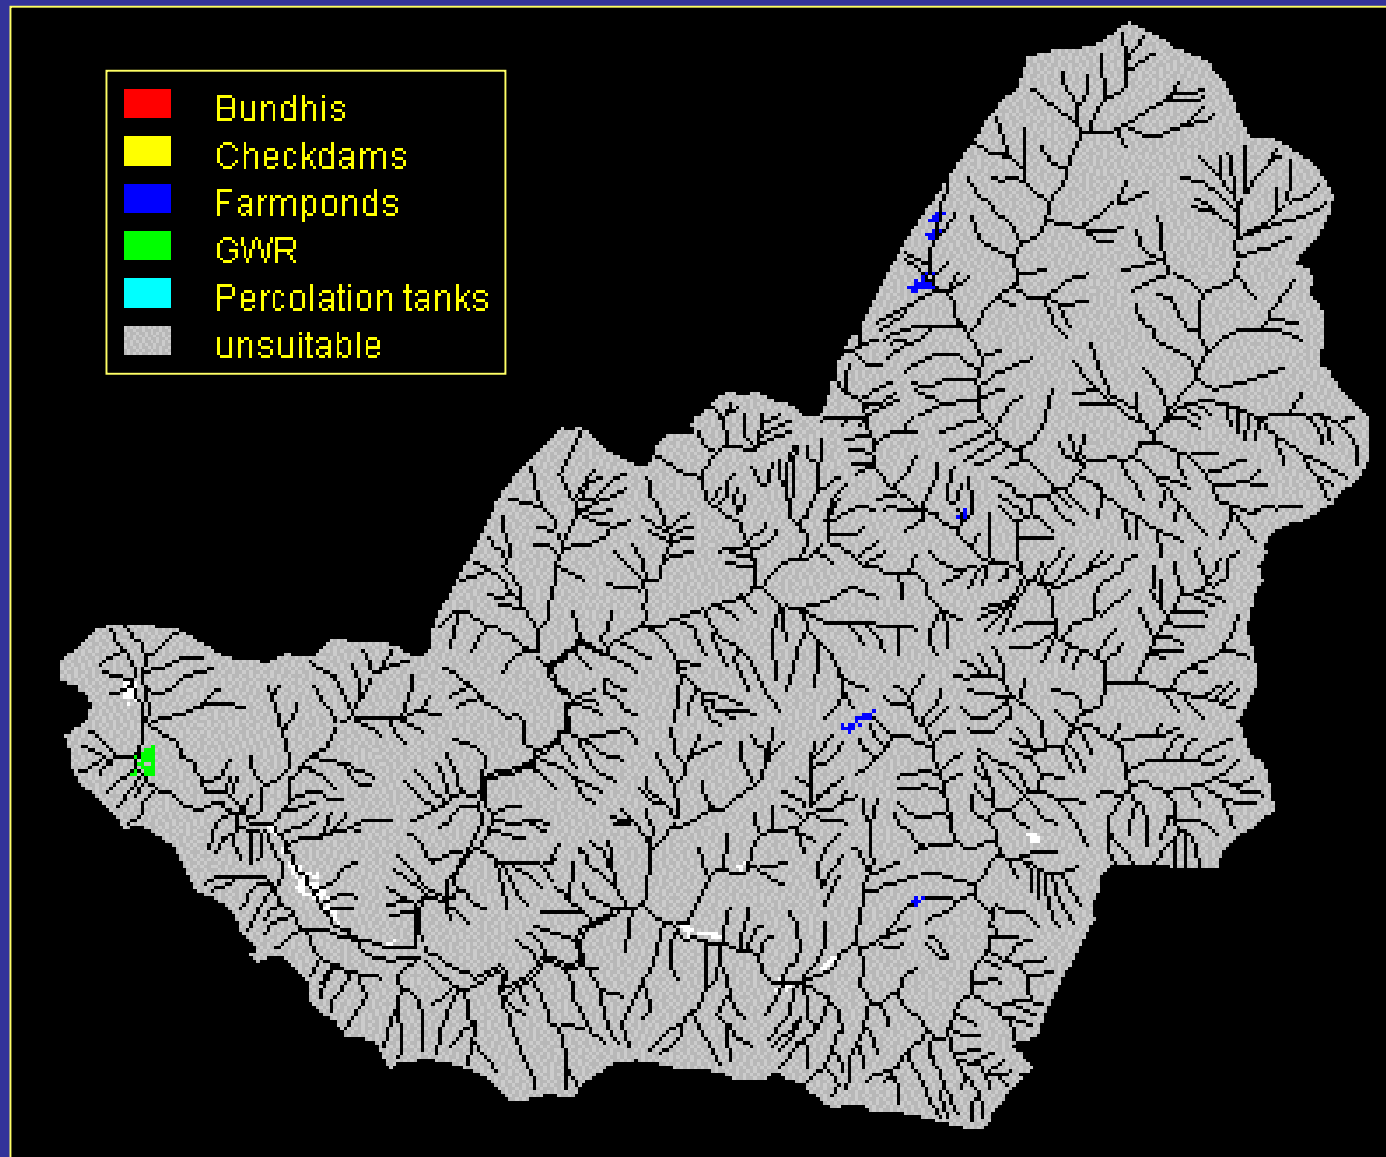 Bundhis
Checkdams
Farmponds
GWR
Percolation tanks
unsuitable